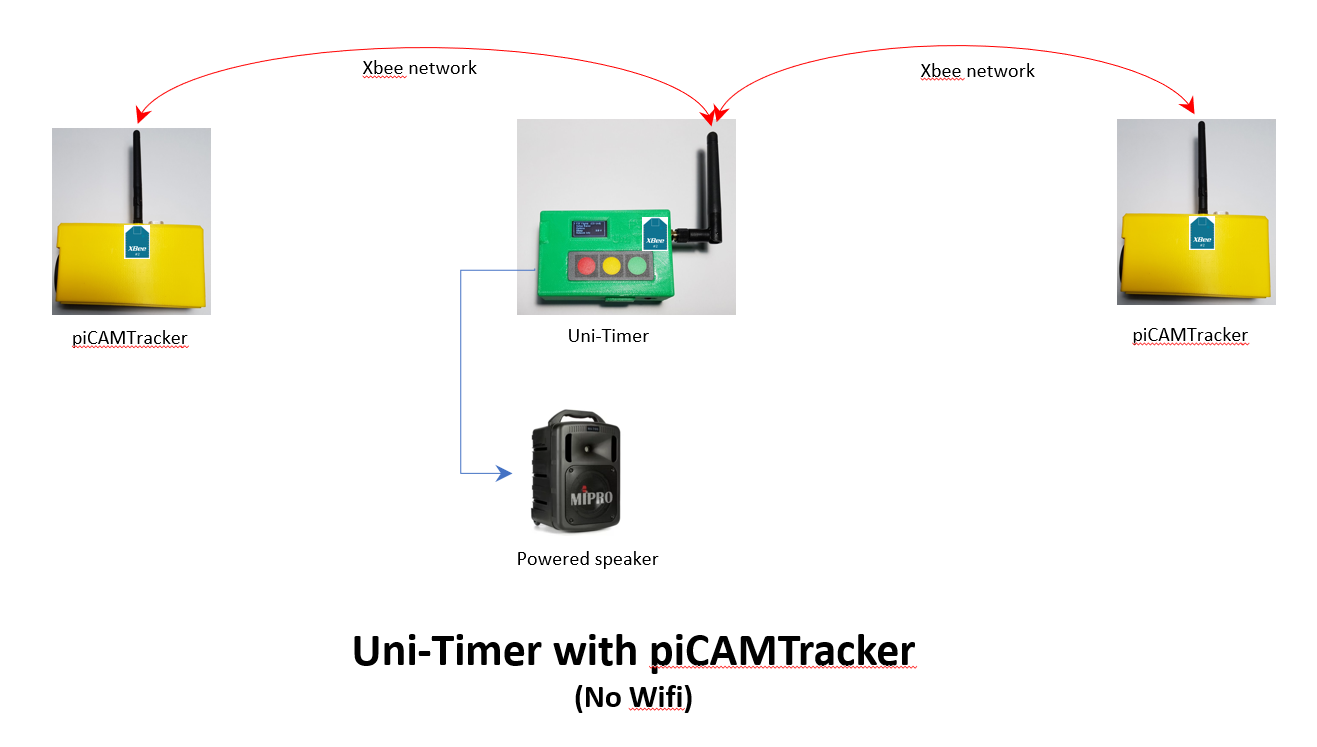 Xbee network
Xbee network
XBee
XBee
XBee
piCAMTracker
Uni-Timer
piCAMTracker
MIPRO
Powered speaker
Uni-Timer with piCAMTracker
(No Wifi)